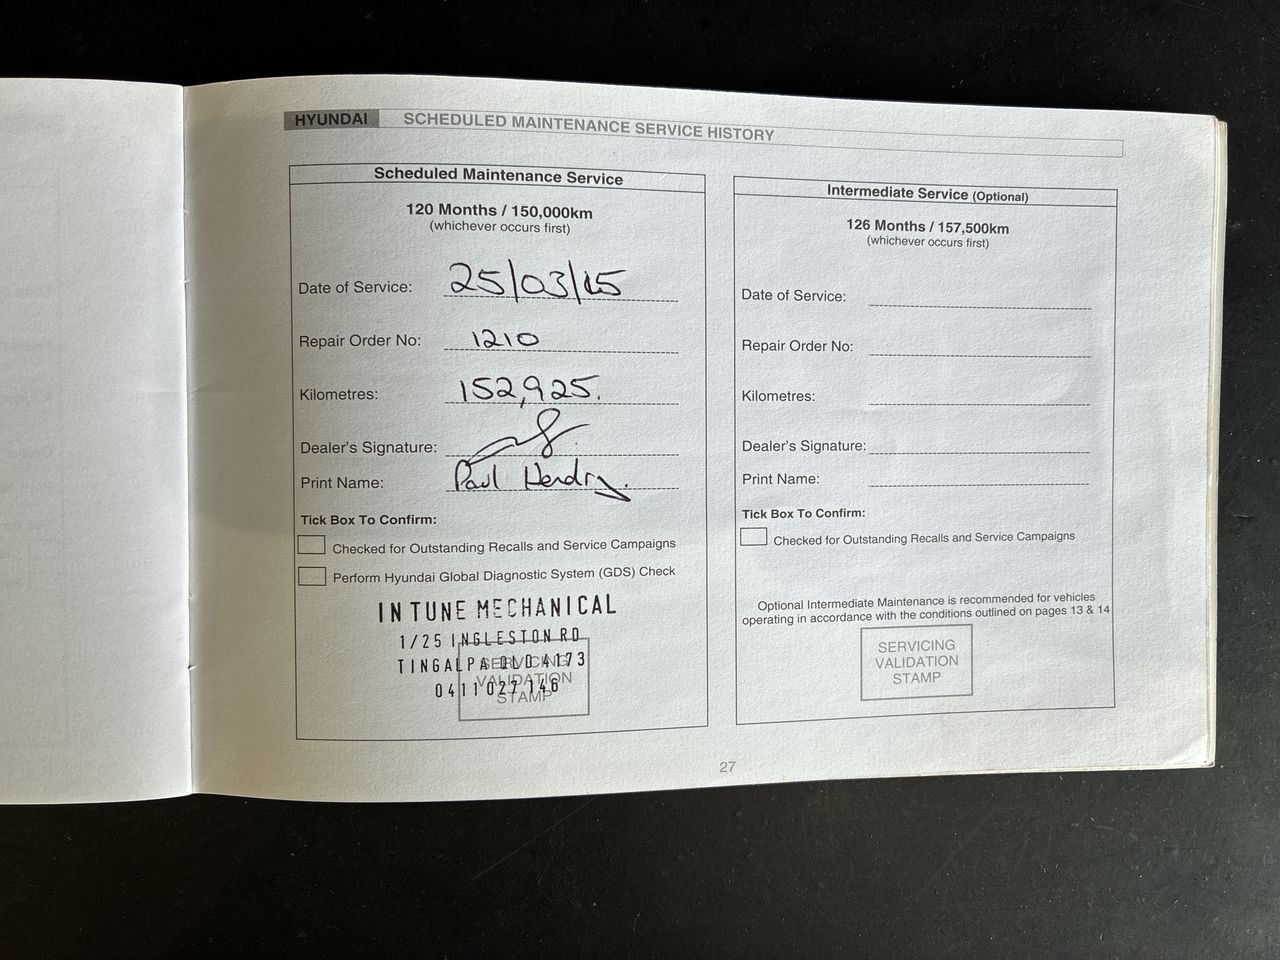 HYUNDAI SCHEDULED MAINTENANCE SERVICE HISTORY
Scheduled Maintenance Service
120 Months / 150,000km
(whichever occurs first)
Date of Service: 25/03/15
Repair Order No: 1210
Kilometres: 152,925.
Dealer's Signature:
Print Name: Paul Hendry
Tick Box To Confirm:
Checked for Outstanding Recalls and Service Campaigns
Perform Hyundai Global Diagnostic System (GDS) Check
IN TUNE MECHANICAL
1/25 INGLESTON RD
TINGALPA QLD 4173
0411 027 146
SERVICING
VALIDATION
STAMP
Intermediate Service (Optional)
126 Months / 157,500km
(whichever occurs first)
Date of Service:
Repair Order No:
Kilometres:
Dealer's Signature:
Print Name:
Tick Box To Confirm:
Checked for Outstanding Recalls and Service Campaigns
Optional Intermediate Maintenance is recommended for vehicles
operating in accordance with the conditions outlined on pages 13 & 14
SERVICING
VALIDATION
STAMP
27